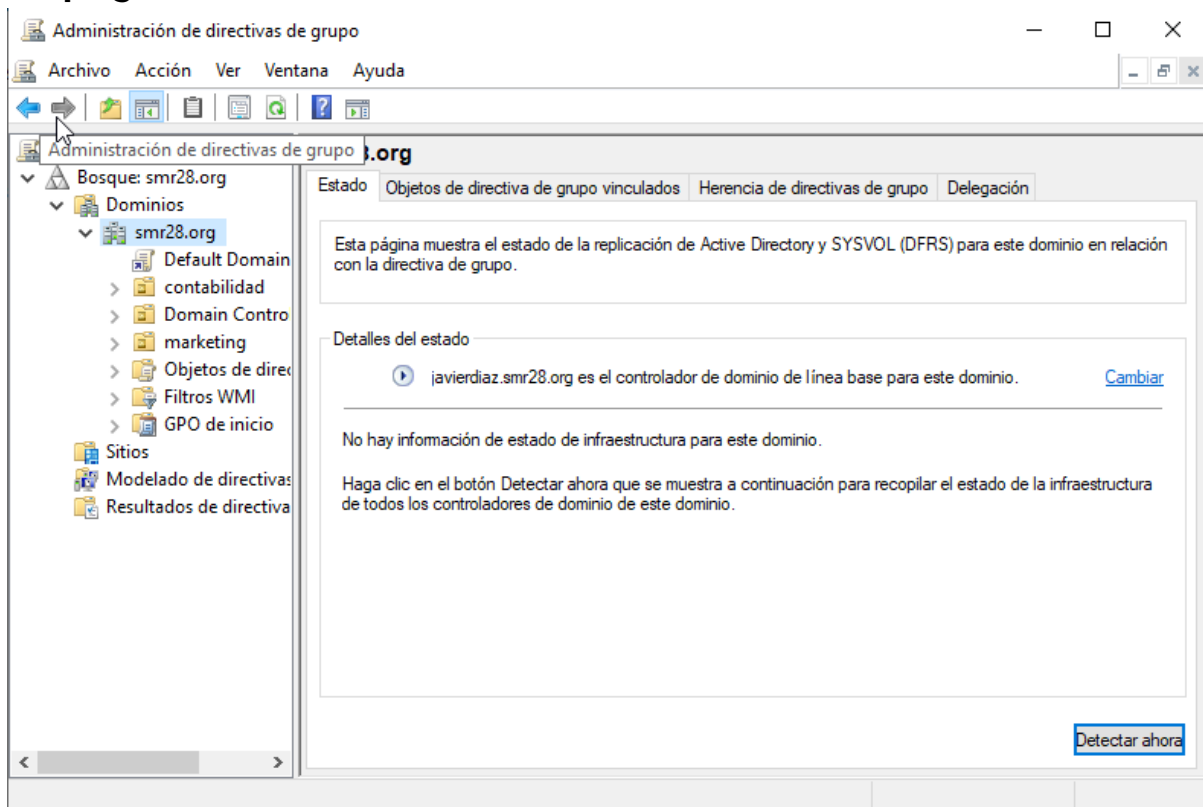 Administración de directivas de grupo
Archivo Acción Ver Ventana Ayuda
Administración de directivas de grupo
.org
Bosque: smr28.org
Dominios
smr28.org
Default Domain
contabilidad
Domain Contro
marketing
Objetos de direc
Filtros WMI
GPO de inicio
Sitios
Modelado de directivas
Resultados de directiva
Estado Objetos de directiva de grupo vinculados Herencia de directivas de grupo Delegación
Esta página muestra el estado de la replicación de Active Directory y SYSVOL (DFRS) para este dominio en relación
con la directiva de grupo.
Detalles del estado
javierdiaz.smr28.org es el controlador de dominio de línea base para este dominio. Cambiar
No hay información de estado de infraestructura para este dominio.
Haga clic en el botón Detectar ahora que se muestra a continuación para recopilar el estado de la infraestructura
de todos los controladores de dominio de este dominio.
Detectar ahora